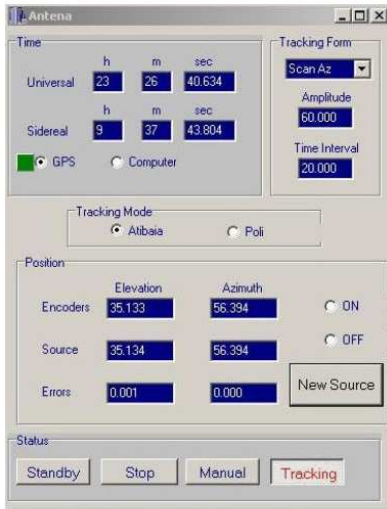 Antena
Time
h m sec
Universal 23 26 40.634
h m sec
Sidereal 9 37 43.804
GPS Computer
Tracking Form
Scan Az
Amplitude
60.000
Time Interval
20.000
Tracking Mode
Atibaia Poli
Position
Elevation Azimuth
Encoders 35.133 56.394 ON
Source 35.134 56.394 OFF
Errors 0.001 0.000 New Source
Status
Standby Stop Manual Tracking